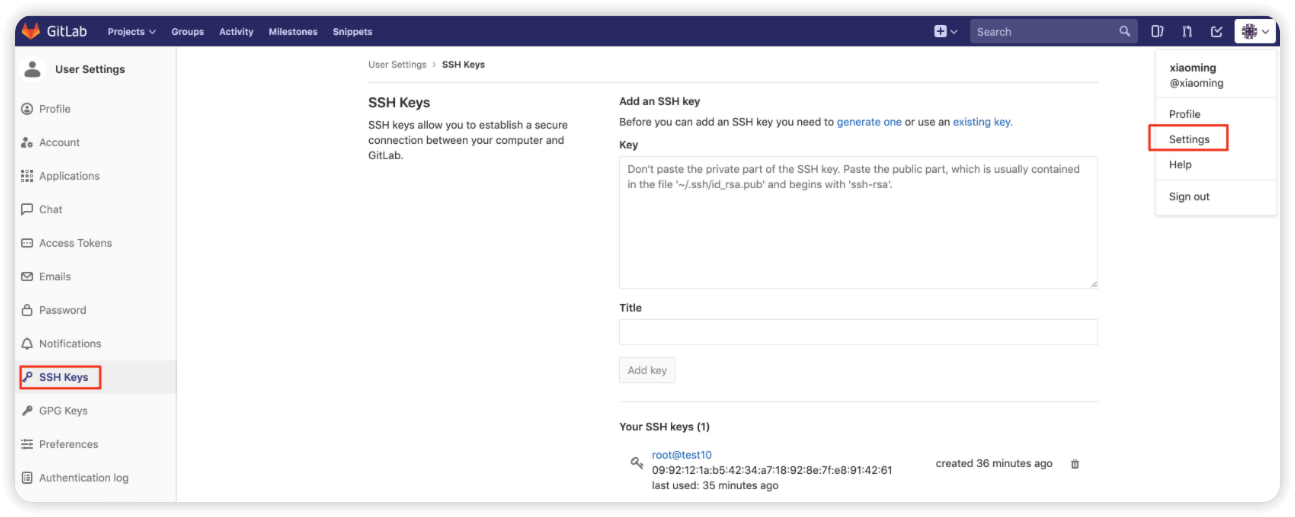 GitLab Projects Groups Activity Milestones Snippets Search
User Settings
Profile
Account
Applications
Chat
Access Tokens
Emails
Password
Notifications
SSH Keys
GPG Keys
Preferences
Authentication log
User Settings > SSH Keys
SSH Keys
SSH keys allow you to establish a secure
connection between your computer and
GitLab.
Add an SSH key
Before you can add an SSH key you need to generate one or use an existing key.
Key
Don't paste the private part of the SSH key. Paste the public part, which is usually contained
in the file '~/.ssh/id_rsa.pub' and begins with 'ssh-rsa'.
Title
Add key
Your SSH keys (1)
root@test10
09:92:12:1a:b5:42:34:a7:18:92:8e:7f:e8:91:42:61
last used: 35 minutes ago
created 36 minutes ago
xiaoming
@xiaoming
Profile
Settings
Help
Sign out